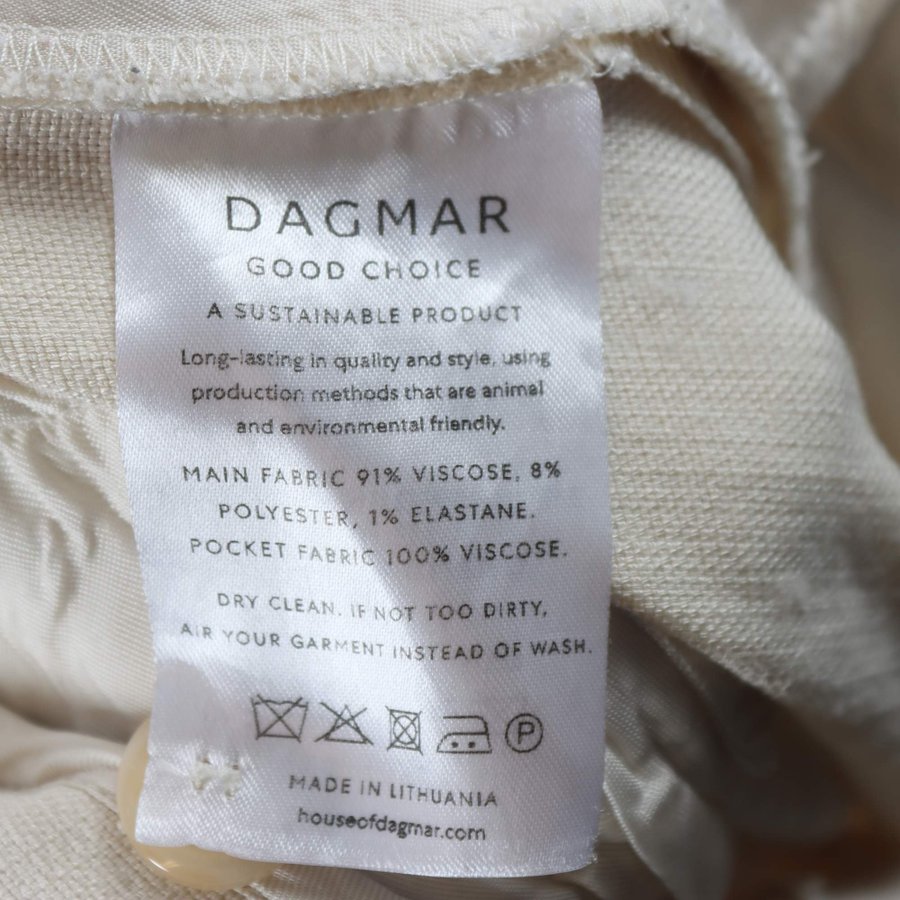 DAGMAR
GOOD CHOICE
A SUSTAINABLE PRODUCT
Long-lasting in quality and style, using
production methods that are animal
and environmental friendly.
MAIN FABRIC 91% VISCOSE, 8%
POLYESTER, 1% ELASTANE.
POCKET FABRIC 100% VISCOSE.
DRY CLEAN. IF NOT TOO DIRTY,
AIR YOUR GARMENT INSTEAD OF WASH.
P
MADE IN LITHUANIA
houseofdagmar.com